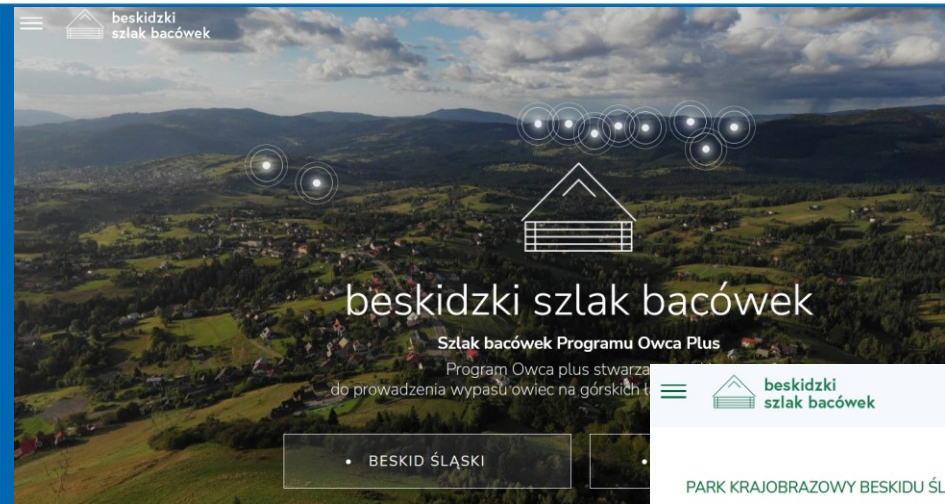 beskidzki
szlak bacówek
beskidzki szlak bacówek
Szlak bacówek Programu Owca Plus
Program Owca plus stwarza
do prowadzenia wypasu owiec na górskich
• BESKID ŚLĄSKI
•
beskidzki
szlak bacówek
PARK KRAJOBRAZOWY BESKIDU